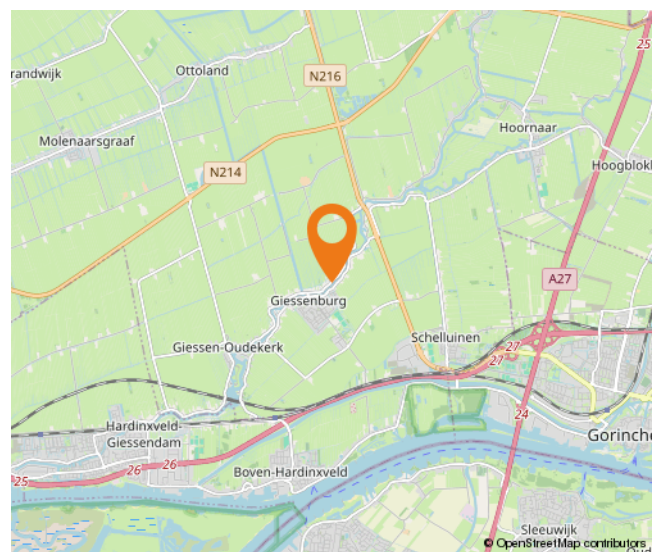 25
Ottoland
randwijk
N216
Hoornaar
Molenaarsgraaf
Hoogblokl
N214
A27
Giessenburg
Schelluinen
Giessen-Oudekerk
27
27
24
Hardinxveld-
Giessendam
Gorinche
26
26
25
Boven-Hardinxveld
Sleeuwijk
© OpenStreetMap contributors